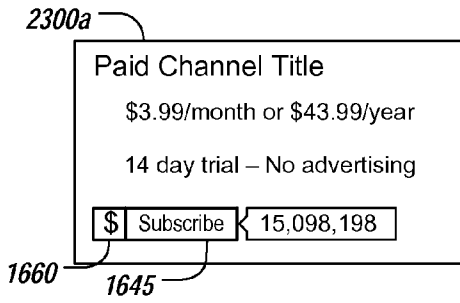 2300a
Paid Channel Title
$3.99/month or $43.99/year
14 day trial – No advertising
$ Subscribe 15,098,198
1660
1645